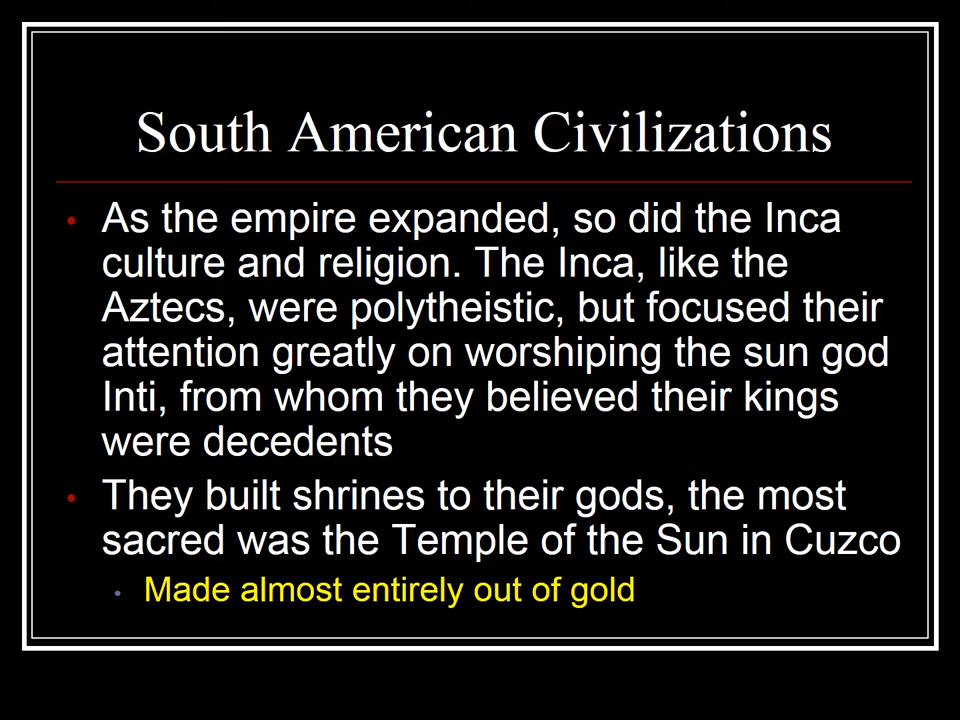 South American Civilizations
• As the empire expanded, so did the Inca
culture and religion. The Inca, like the
Aztecs, were polytheistic, but focused their
attention greatly on worshiping the sun god
Inti, from whom they believed their kings
were decedents
• They built shrines to their gods, the most
sacred was the Temple of the Sun in Cuzco
• Made almost entirely out of gold